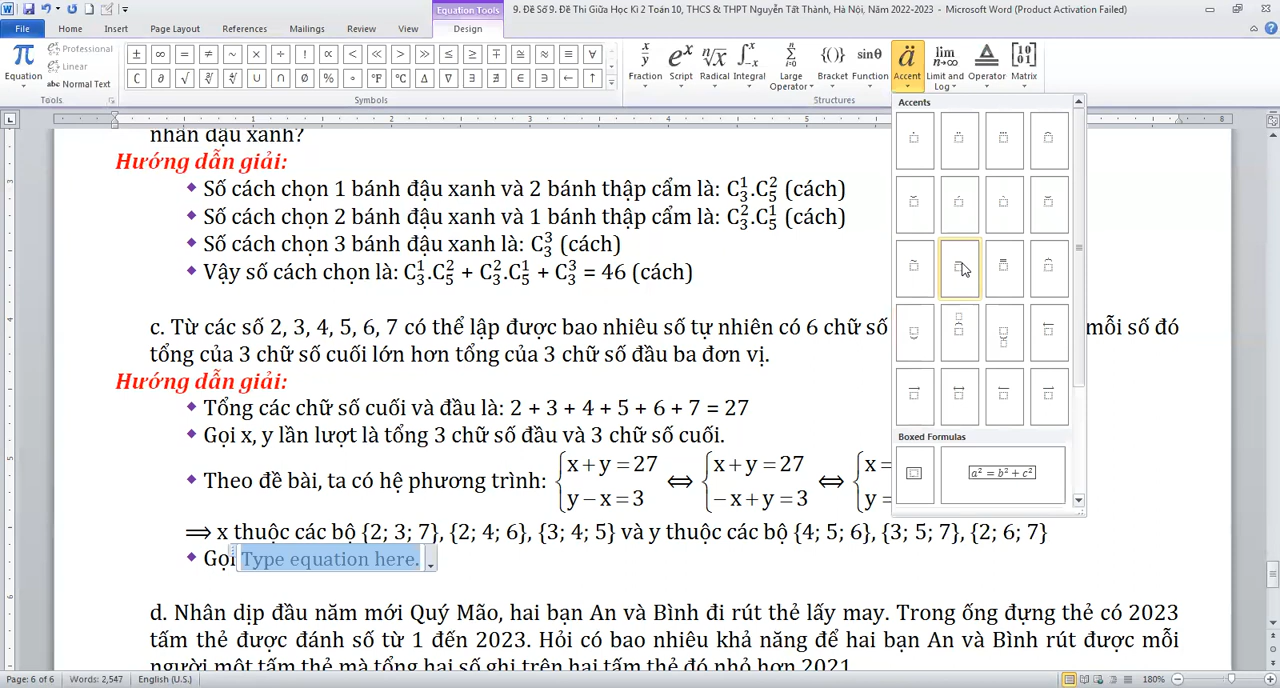 Equation Tools
9. Đề Số 9. Đề Thi Giữa Học Kì 2 Toán 10, THCS & THPT Nguyễn Tất Thành, Hà Nội, Năm 2022-2023 - Microsoft Word (Product Activation Failed)
File Home Insert Page Layout References Mailings Review View Design
π Equation
Professional
Linear
abc Normal Text
Tools
± ∞ = ≠ ~ × ÷ ! ∝ < ≪ > ≫ ≤ ≥ ∓ ≅ ≈ ≡ ∀
∁ ∂ √ ∛ ∜ ∪ ∩ ∅ % ° °F °C ∆ ∇ ∃ ∄ ∈ ∋ ← ↑
Symbols
Fraction Script Radical Integral Large Operator Bracket Function Accent Limit and Log Operator Matrix
Structures
Accents
Boxed Formulas
a² = b² + c²
nhân đậu xanh?
Hướng dẫn giải:
◆ Số cách chọn 1 bánh đậu xanh và 2 bánh thập cẩm là: C₃¹.C₅² (cách)
◆ Số cách chọn 2 bánh đậu xanh và 1 bánh thập cẩm là: C₃².C₅¹ (cách)
◆ Số cách chọn 3 bánh đậu xanh là: C₃³ (cách)
◆ Vậy số cách chọn là: C₃¹.C₅² + C₃².C₅¹ + C₃³ = 46 (cách)
c. Từ các số 2, 3, 4, 5, 6, 7 có thể lập được bao nhiêu số tự nhiên có 6 chữ số mỗi số đó
tổng của 3 chữ số cuối lớn hơn tổng của 3 chữ số đầu ba đơn vị.
Hướng dẫn giải:
◆ Tổng các chữ số cuối và đầu là: 2 + 3 + 4 + 5 + 6 + 7 = 27
◆ Gọi x, y lần lượt là tổng 3 chữ số đầu và 3 chữ số cuối.
◆ Theo đề bài, ta có hệ phương trình: {x + y = 27 y − x = 3 ⟺ {x + y = 27 −x + y = 3 ⟺ {x = y =
⟹ x thuộc các bộ {2; 3; 7}, {2; 4; 6}, {3; 4; 5} và y thuộc các bộ {4; 5; 6}, {3; 5; 7}, {2; 6; 7}
◆ Gọi Type equation here.
d. Nhân dịp đầu năm mới Quý Mão, hai bạn An và Bình đi rút thẻ lấy may. Trong ống đựng thẻ có 2023
tấm thẻ được đánh số từ 1 đến 2023. Hỏi có bao nhiêu khả năng để hai bạn An và Bình rút được mỗi
người một tấm thẻ mà tổng hai số ghi trên hai tấm thẻ đó nhỏ hơn 2021.
Page: 6 of 6 Words: 2,547 English (U.S.) 180%